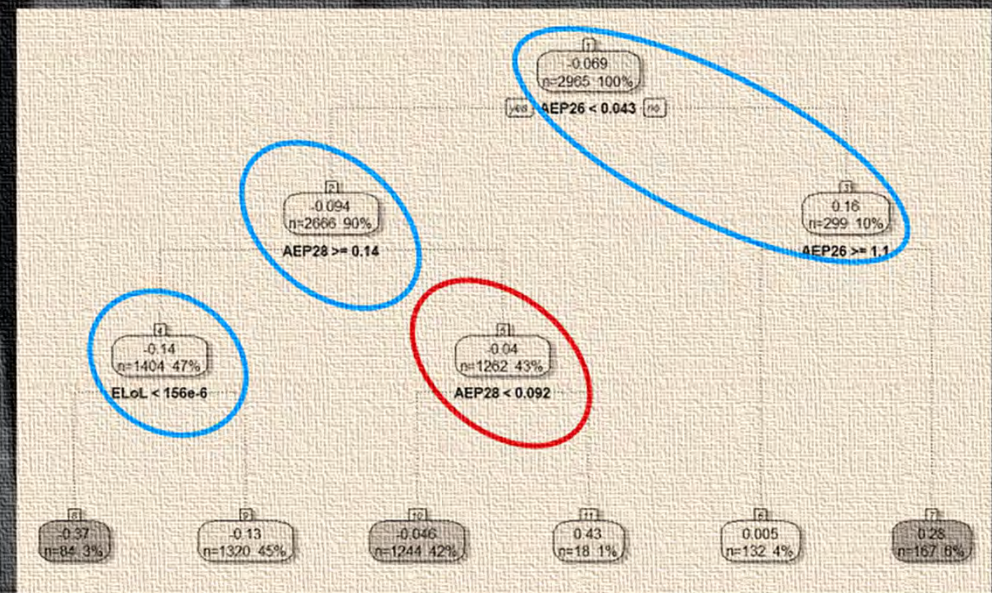 1
-0.069
n=2965 100%
yes AEP26 < 0.043 no
2
-0.094
n=2666 90%
AEP28 >= 0.14
3
0.16
n=299 10%
AEP26 >= 1.1
4
-0.14
n=1404 47%
ELoL < 156e-6
5
-0.04
n=1262 43%
AEP28 < 0.092
8
-0.37
n=84 3%
9
-0.13
n=1320 45%
10
-0.046
n=1244 42%
11
0.43
n=18 1%
6
0.005
n=132 4%
7
0.28
n=167 6%